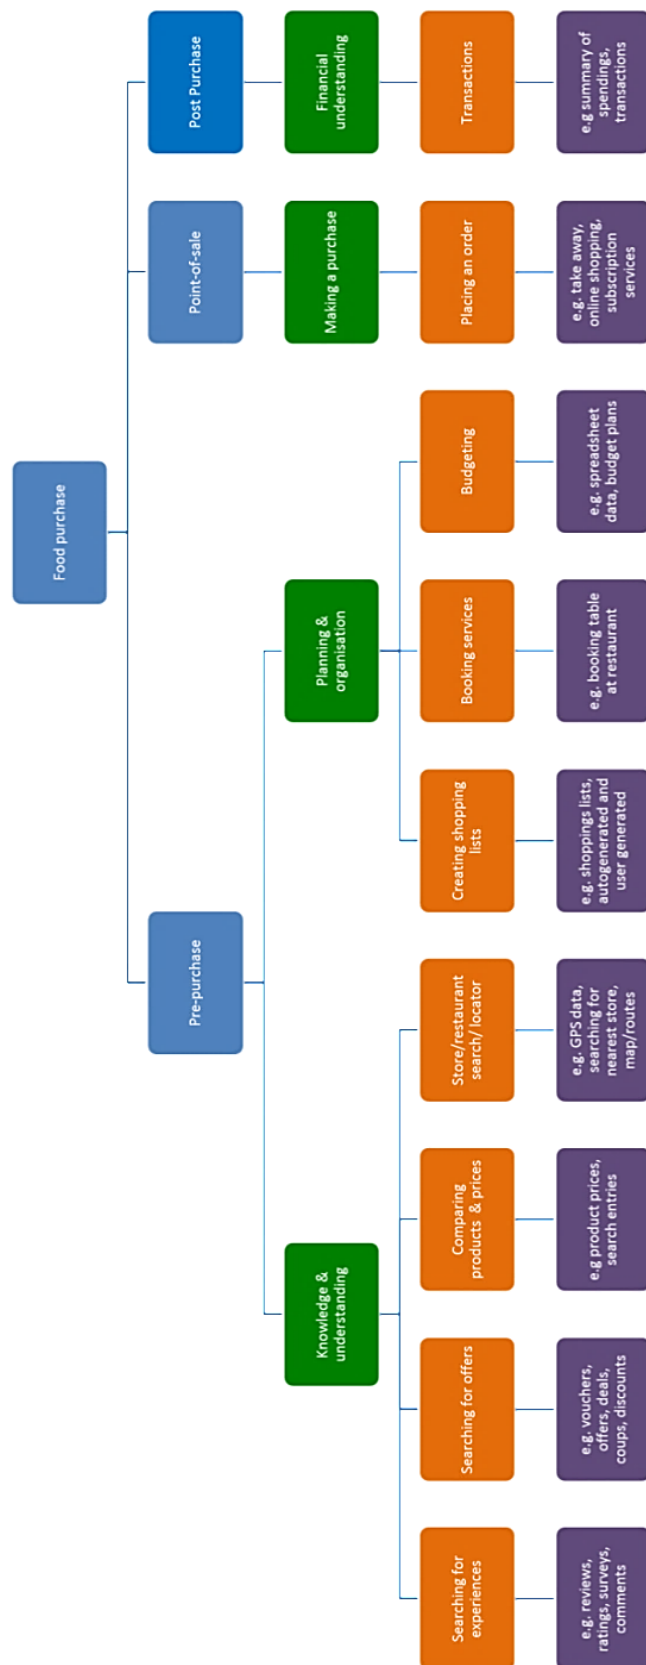 Food purchase
Pre-purchase
Point-of-sale
Post Purchase
Knowledge &
understanding
Planning &
organisation
Making a purchase
Financial
understanding
Searching for
experiences
Searching for offers
Comparing
products & prices
Store/restaurant
search/ locator
Creating shopping
lists
Booking services
Budgeting
Placing an order
Transactions
e.g. reviews,
ratings, surveys,
comments
e.g. vouchers,
offers, deals,
coups, discounts
e.g product prices,
search entries
e.g. GPS data,
searching for
nearest store,
map/routes
e.g. shoppings lists,
autogenerated and
user generated
e.g. booking table
at restaurant
e.g. spreadsheet
data, budget plans
e.g. take away,
online shopping,
subscription
services
e.g summary of
spendings,
transactions